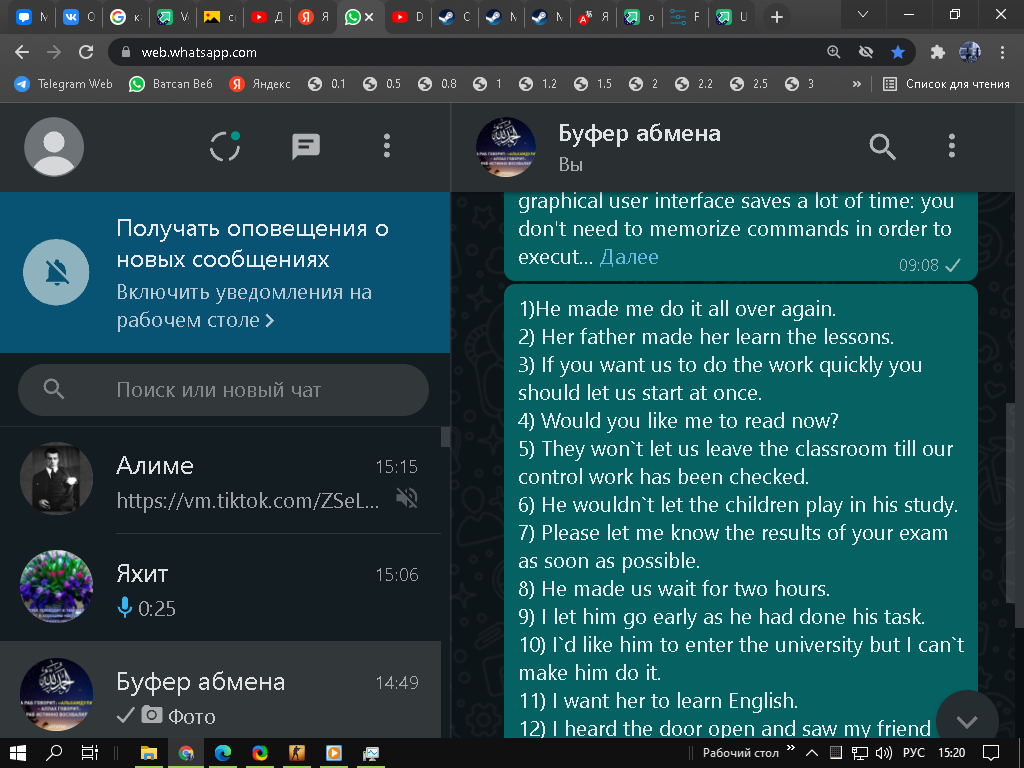 M
О
к
V
с
Д
Я
D
C
M
M
Я
о
F
U
web.whatsapp.com
Telegram Web
Ватсап Веб
Яндекс
0.1
0.5
0.8
1
1.2
1.5
2
2.2
2.5
3
»
Список для чтения
Получать оповещения о
новых сообщениях
Включить уведомления на
рабочем столе
Поиск или новый чат
Алиме
15:15
https://vm.tiktok.com/ZSeL...
Яхит
15:06
0:25
Буфер абмена
14:49
Фото
Буфер абмена
Вы
graphical user interface saves a lot of time: you
don't need to memorize commands in order to
execut... Далее
09:08
1)He made me do it all over again.
2) Her father made her learn the lessons.
3) If you want us to do the work quickly you
should let us start at once.
4) Would you like me to read now?
5) They won`t let us leave the classroom till our
control work has been checked.
6) He wouldn`t let the children play in his study.
7) Please let me know the results of your exam
as soon as possible.
8) He made us wait for two hours.
9) I let him go early as he had done his task.
10) I`d like him to enter the university but I can`t
make him do it.
11) I want her to learn English.
12) I heard the door open and saw my friend
Рабочий стол
»
РУС
15:20